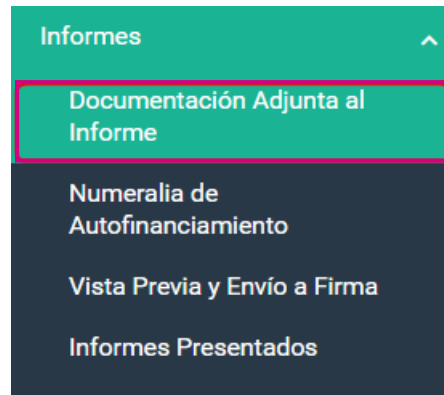 Informes
Documentación Adjunta al
Informe
Numeralia de
Autofinanciamiento
Vista Previa y Envío a Firma
Informes Presentados